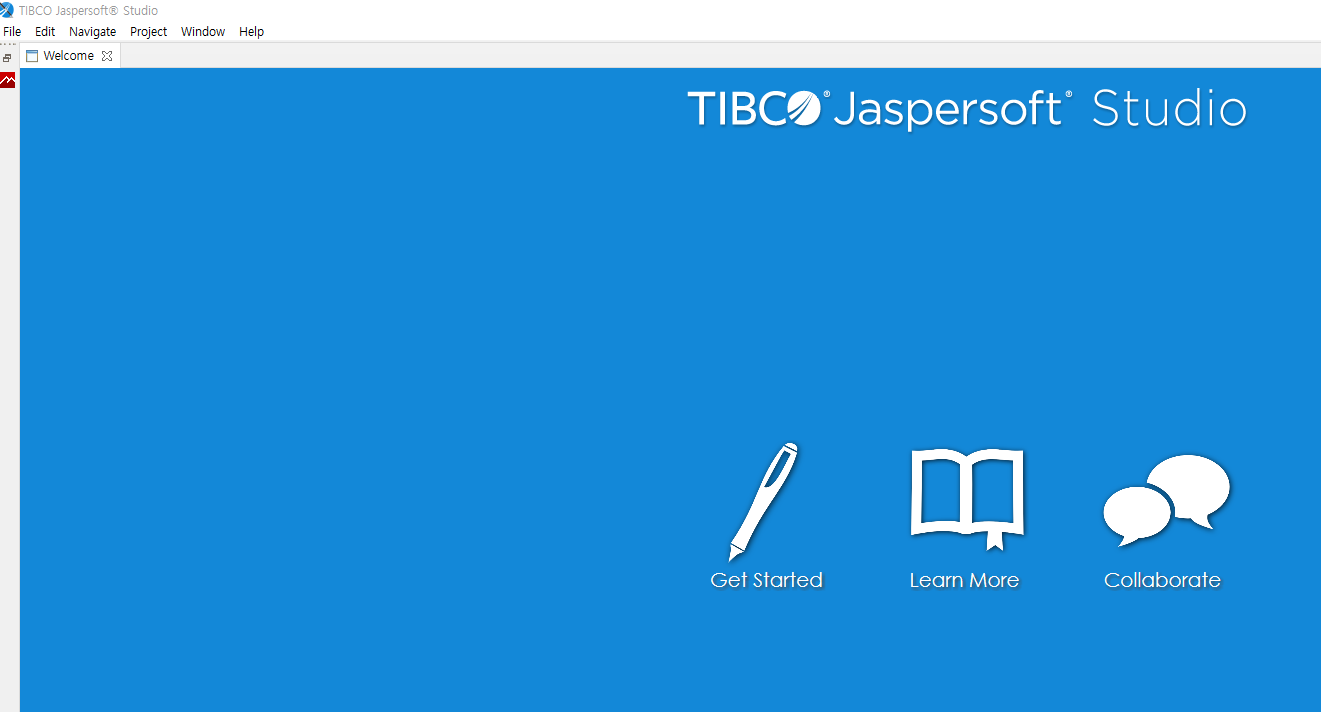 TIBCO Jaspersoft® Studio
File Edit Navigate Project Window Help
Welcome
TIBCO® Jaspersoft® Studio
Get Started Learn More Collaborate